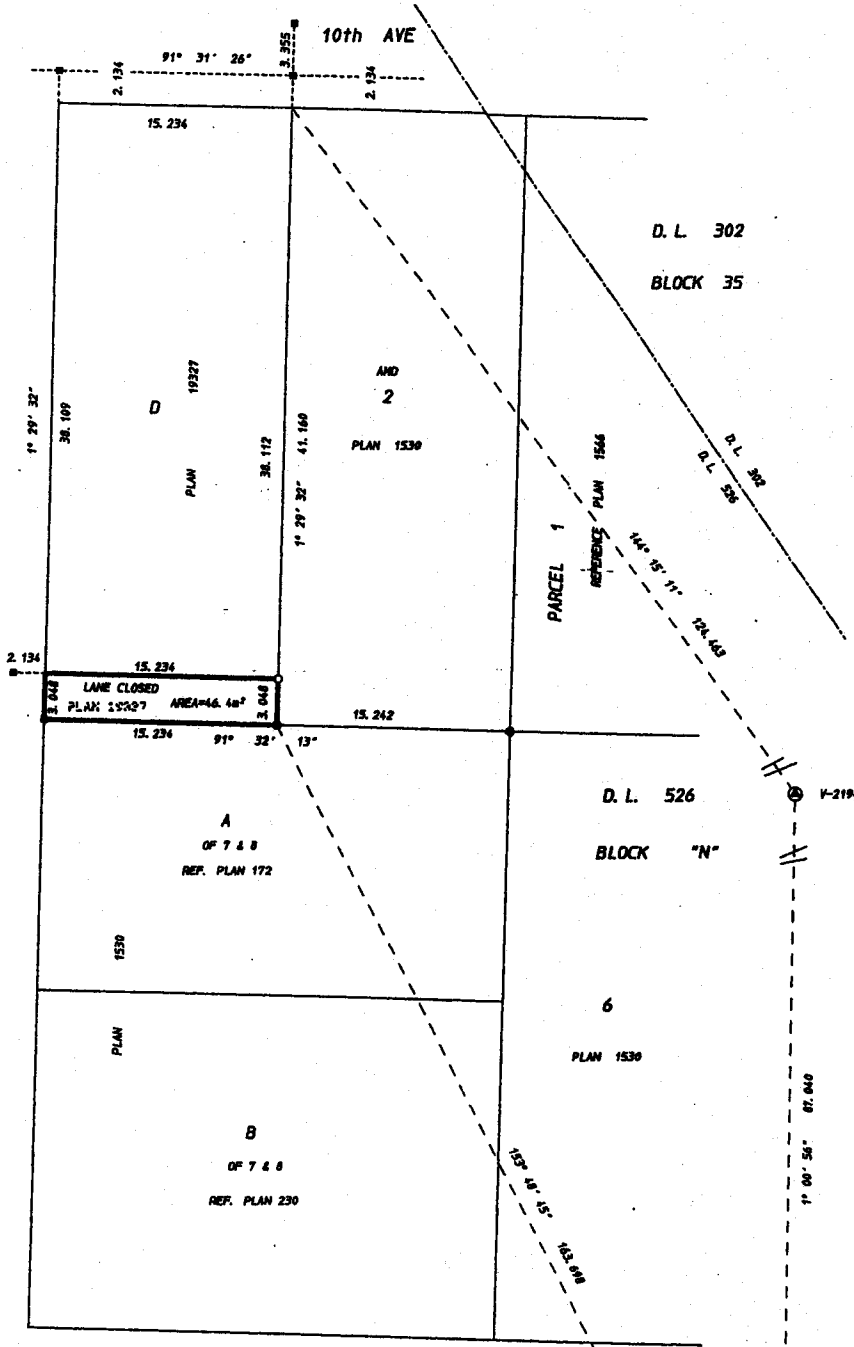 10th AVE
91° 31' 26"
3. 355
2. 134
2. 134
15. 234
D. L. 302
BLOCK 35
AMD
2
PLAN 1530
D
PLAN 19327
1° 29' 32"
38. 109
38. 112
1° 29' 32" 41. 160
PARCEL 1
REFERENCE PLAN 1566
D. L. 302
D. L. 526
144° 15' 11" 124. 463
2. 134
15. 234
3. 048
LANE CLOSED
PLAN 19327
AREA=46. 4m²
3. 048
15. 234
91° 32' 13"
15. 242
D. L. 526
BLOCK "N"
A
OF 7 & 8
REF. PLAN 172
PLAN 1530
6
PLAN 1530
B
OF 7 & 8
REF. PLAN 230
153° 48' 45" 163. 698
1° 00' 56" 87. 040